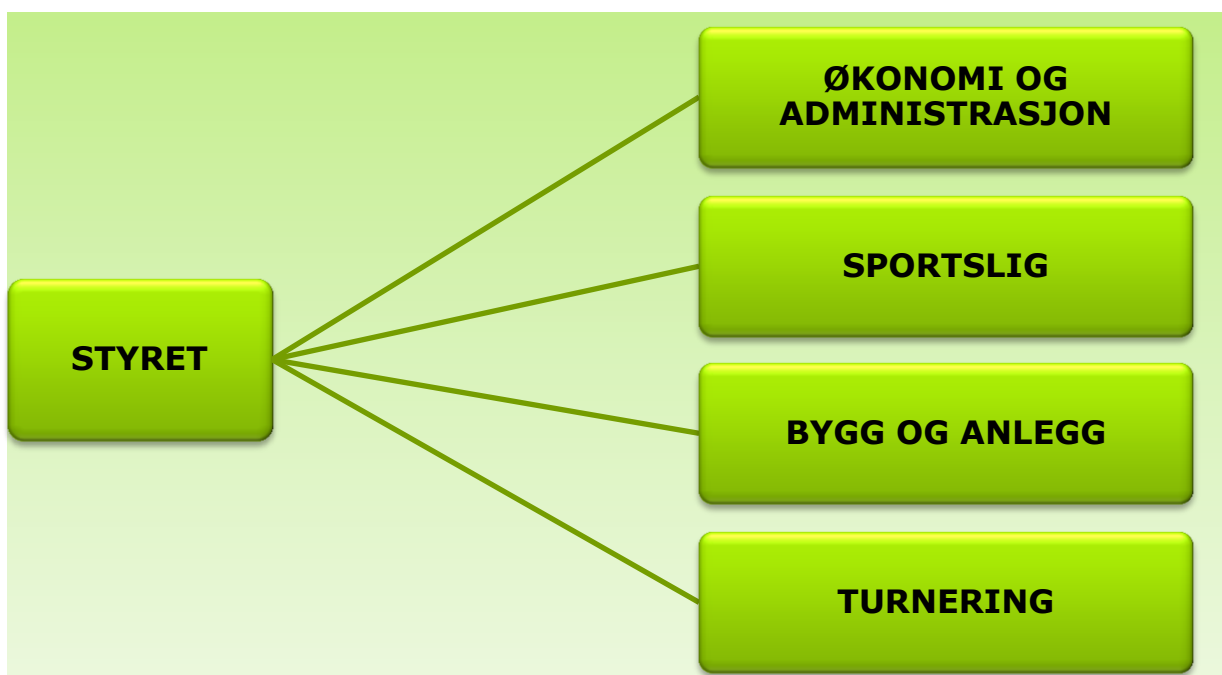 STYRET
ØKONOMI OG
ADMINISTRASJON
SPORTSLIG
BYGG OG ANLEGG
TURNERING